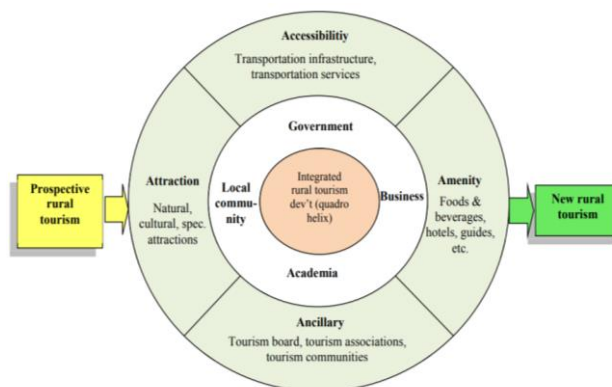 Accessibiltiy
Transportation infrastructure,
transportation services
Government
Prospective
rural
tourism
Attraction
Natural,
cultural, spec.
attractions
Local
commu-
nity
Integrated
rural tourism
dev't (quadro
helix)
Business
Amenity
Foods &
beverages,
hotels, guides,
etc.
New rural
tourism
Academia
Ancillary
Tourism board, tourism associations,
tourism communities